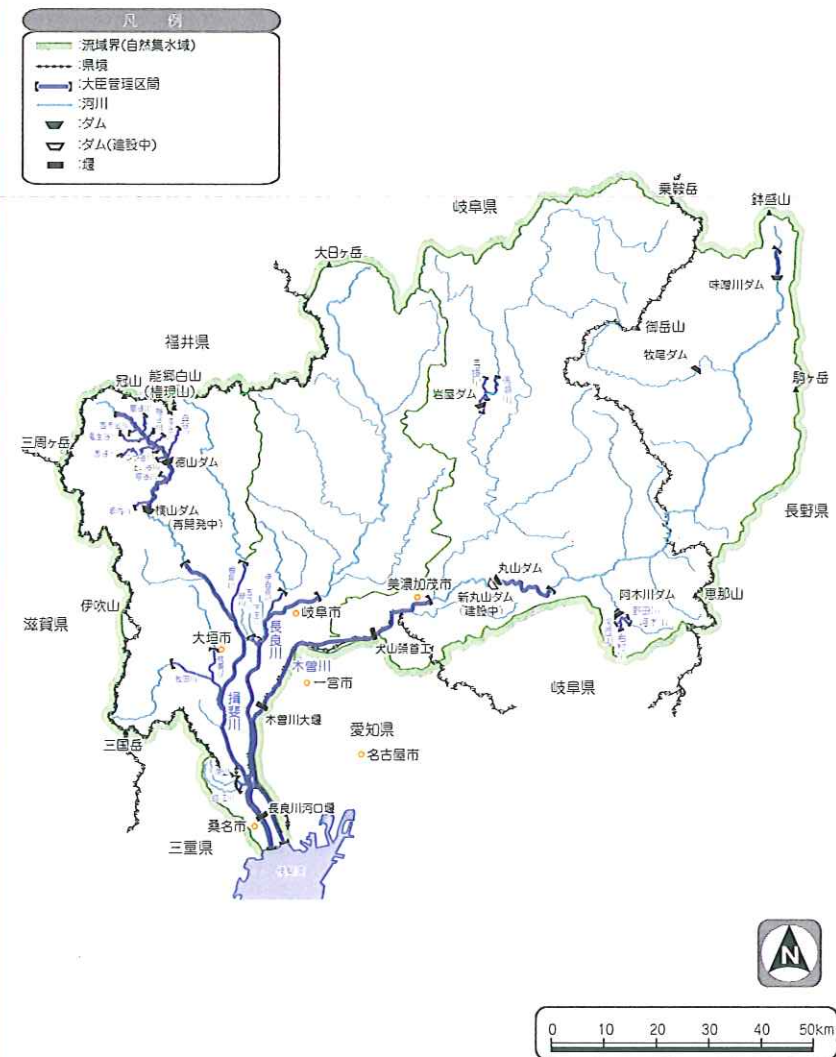 凡 例
:流域界(自然集水域)
:県境
:大臣管理区間
:河川
:ダム
:ダム(建設中)
:堰
乗鞍岳
岐阜県
鉢盛山
大日ヶ岳
味噌川ダム
御岳山
福井県
牧尾ダム
能郷白山
冠山
(権現山)
駒ヶ岳
岩屋ダム
三周ヶ岳
徳山ダム
横山ダム
(再開発中)
長野県
丸山ダム
美濃加茂市
新丸山ダム
(建設中)
阿木川ダム
恵那山
伊吹山
岐阜市
滋賀県
長良川
大垣市
犬山頭首工
木曽川
岐阜県
一宮市
揖斐川
木曽川大堰
愛知県
三国岳
名古屋市
長良川河口堰
桑名市
三重県
N
0 10 20 30 40 50km